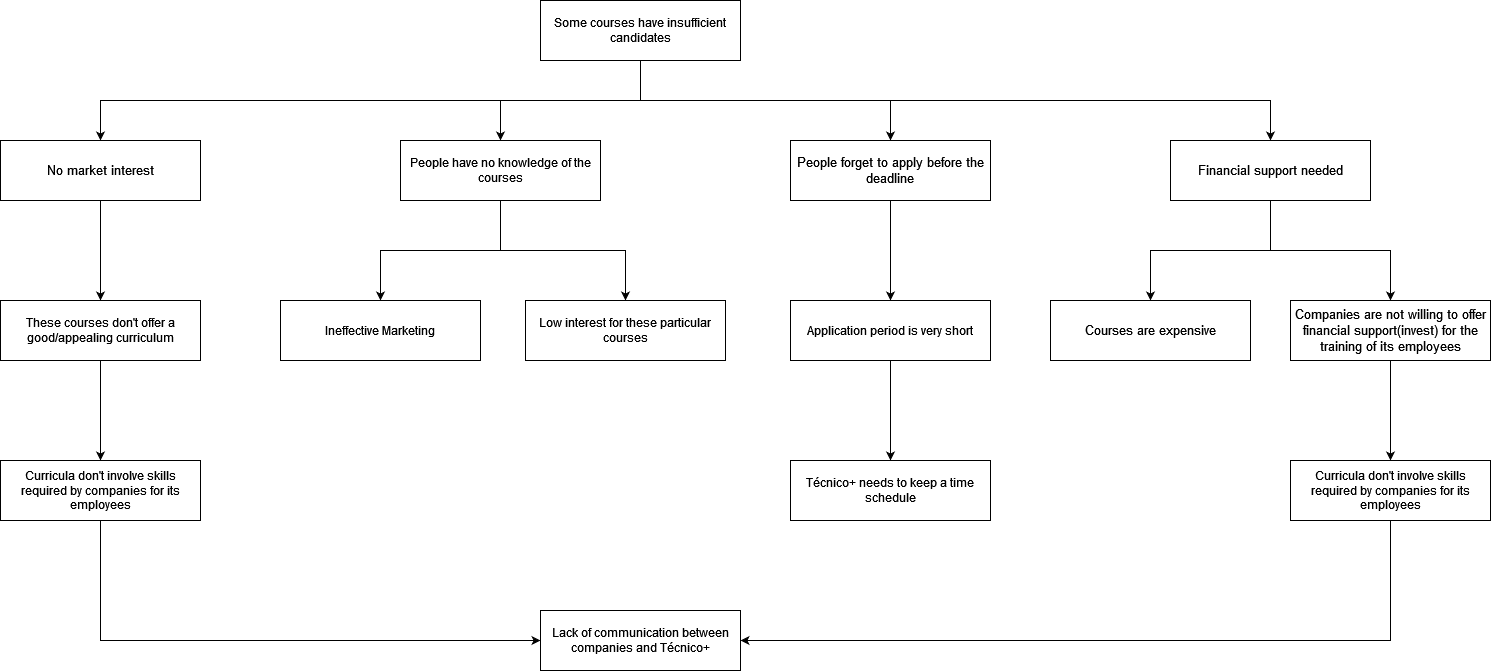 Some courses have insufficient
candidates
No market interest
People have no knowledge of the
courses
People forget to apply before the
deadline
Financial support needed
These courses don't offer a
good/appealing curriculum
Ineffective Marketing
Low interest for these particular
courses
Application period is very short
Courses are expensive
Companies are not willing to offer
financial support(invest) for the
training of its employees
Curricula don't involve skills
required by companies for its
employees
Técnico+ needs to keep a time
schedule
Curricula don't involve skills
required by companies for its
employees
Lack of communication between
companies and Técnico+